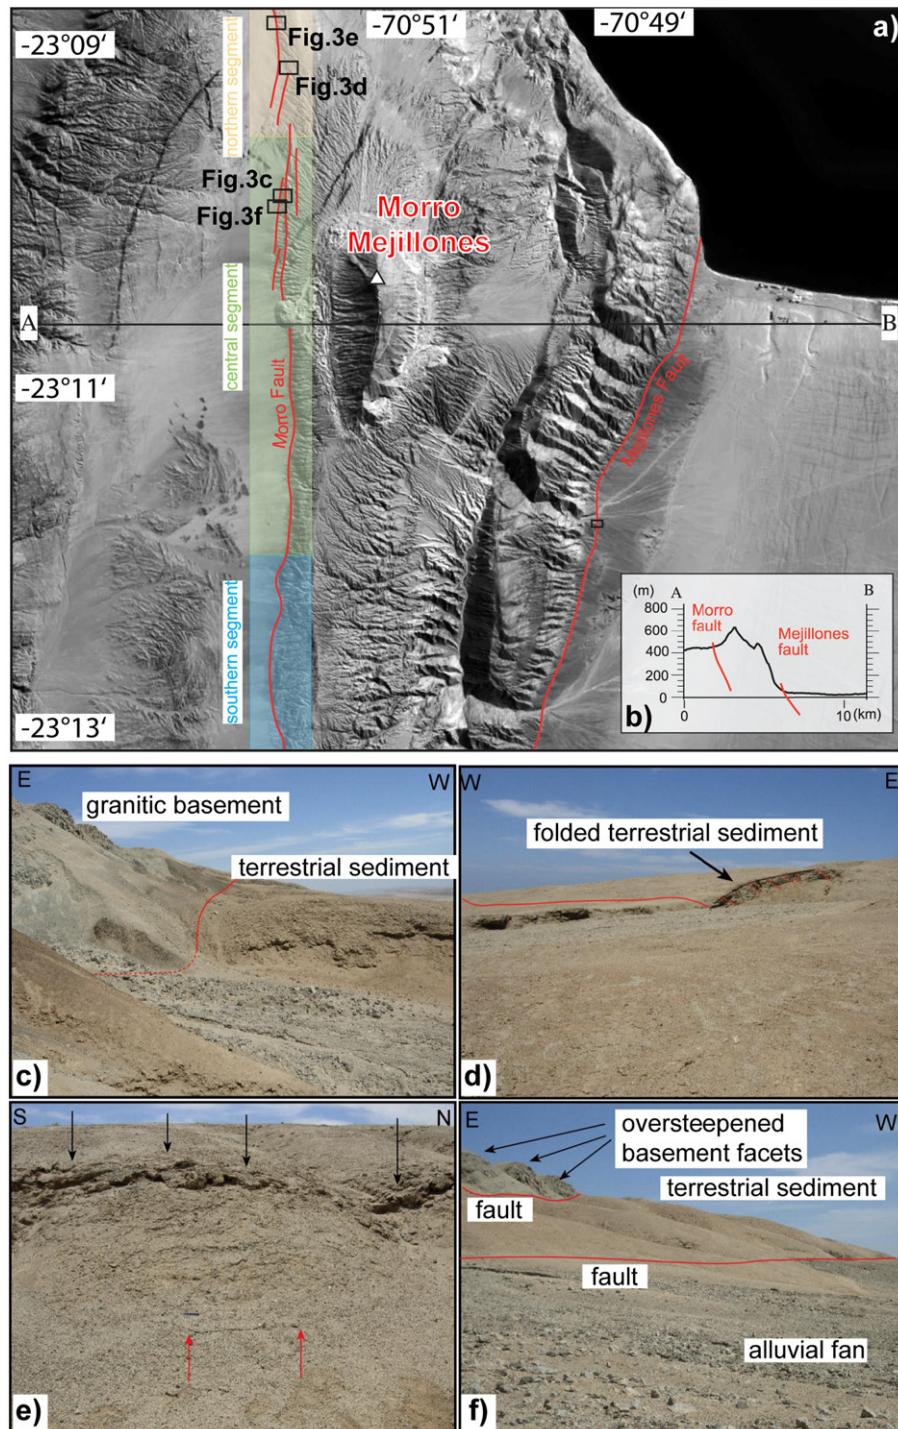 a)
-23°09'
-70°51'
-70°49'
Fig.3e
Fig.3d
northern segment
Fig.3c
Fig.3f
Morro
Mejillones
central segment
A
B
Morro Fault
Mejillones Fault
-23°11'
southern segment
-23°13'
(m)
A
B
800
600
400
200
0
Morro
fault
Mejillones
fault
0
10
(km)
b)
E
W
granitic basement
terrestrial sediment
c)
W
E
folded terrestrial sediment
d)
S
N
e)
E
W
oversteepened
basement facets
terrestrial sediment
fault
fault
alluvial fan
f)